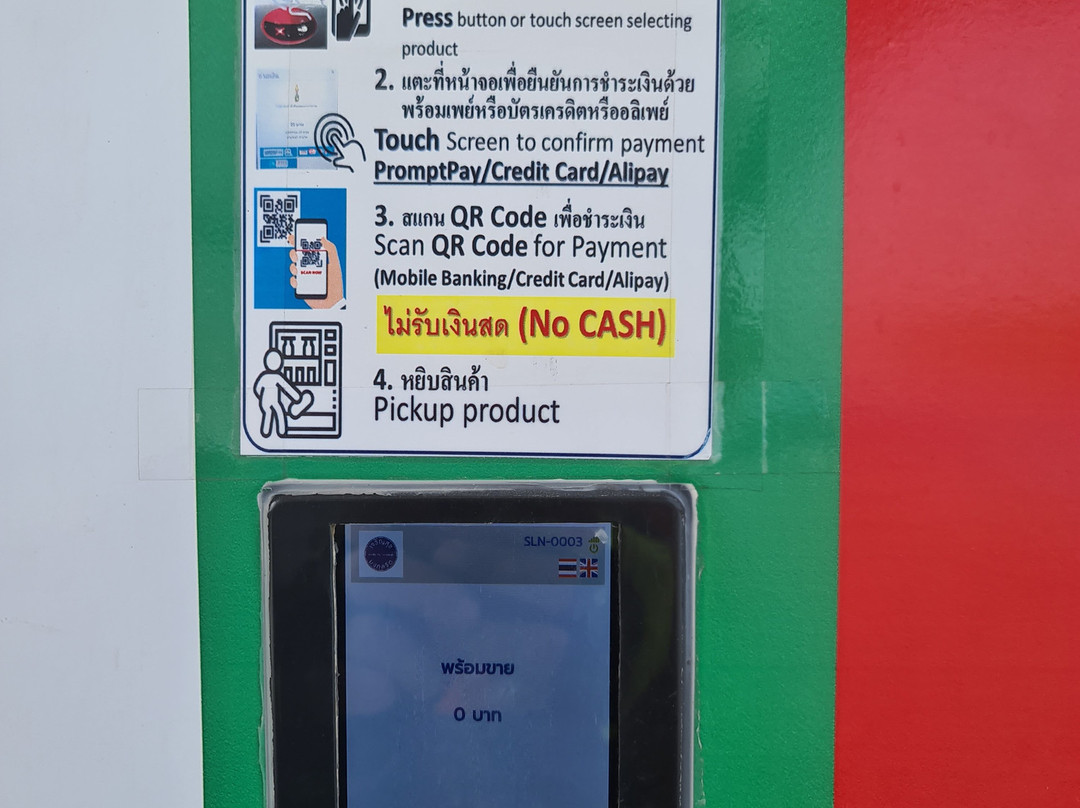 Press button or touch screen selecting
product
2. แตะที่หน้าจอเพื่อยืนยันการชำระเงินด้วย
พร้อมเพย์หรือบัตรเครดิตหรืออลิเพย์
Touch Screen to confirm payment
PromptPay/Credit Card/Alipay
3. สแกน QR Code เพื่อชำระเงิน
Scan QR Code for Payment
(Mobile Banking/Credit Card/Alipay)
SCAN NOW
ไม่รับเงินสด (No CASH)
4. หยิบสินค้า
Pickup product
SLN-0003
พร้อมขาย
0 บาท